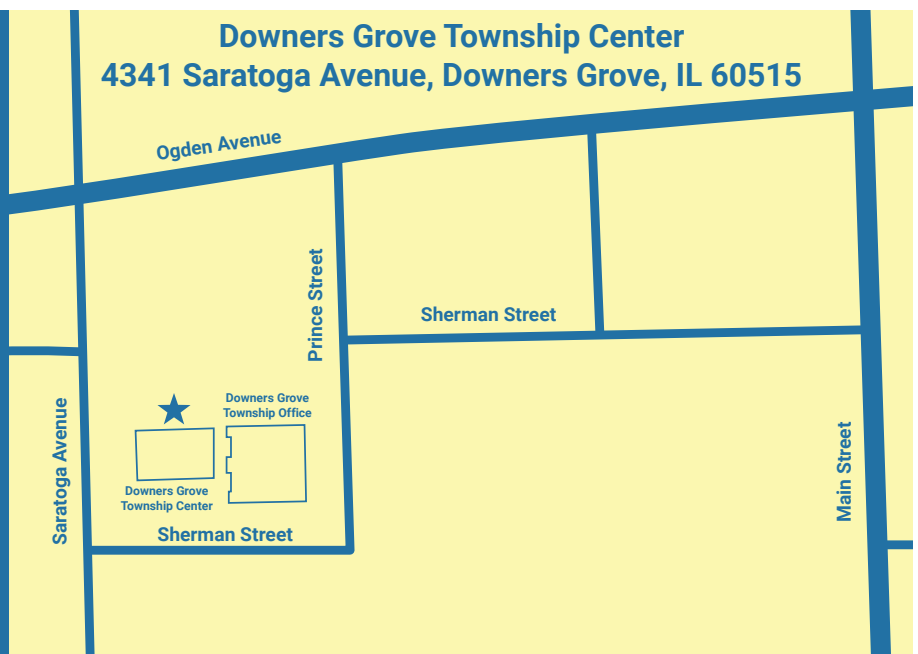 Downers Grove Township Center
4341 Saratoga Avenue, Downers Grove, IL 60515
Ogden Avenue
Prince Street
Sherman Street
Downers Grove
Township Office
Saratoga Avenue
Main Street
Downers Grove
Township Center
Sherman Street